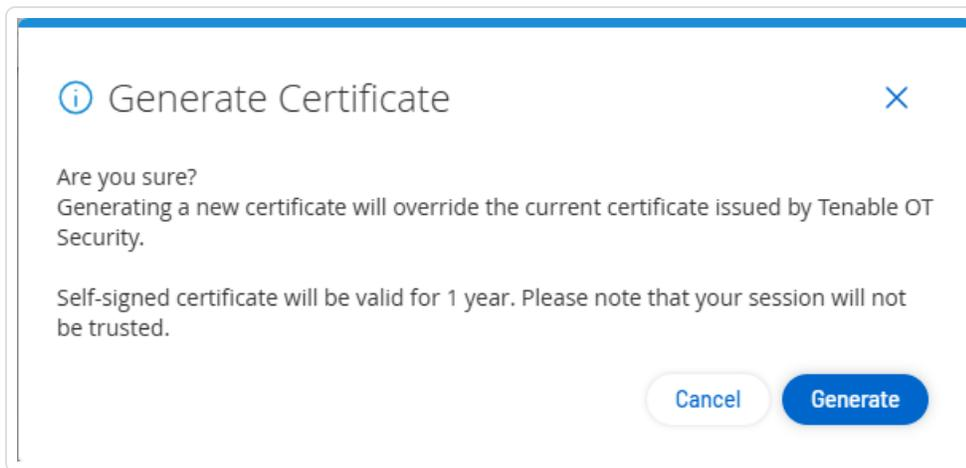 Generate Certificate
Are you sure?
Generating a new certificate will override the current certificate issued by Tenable OT
Security.
Self-signed certificate will be valid for 1 year. Please note that your session will not
be trusted.
Cancel Generate